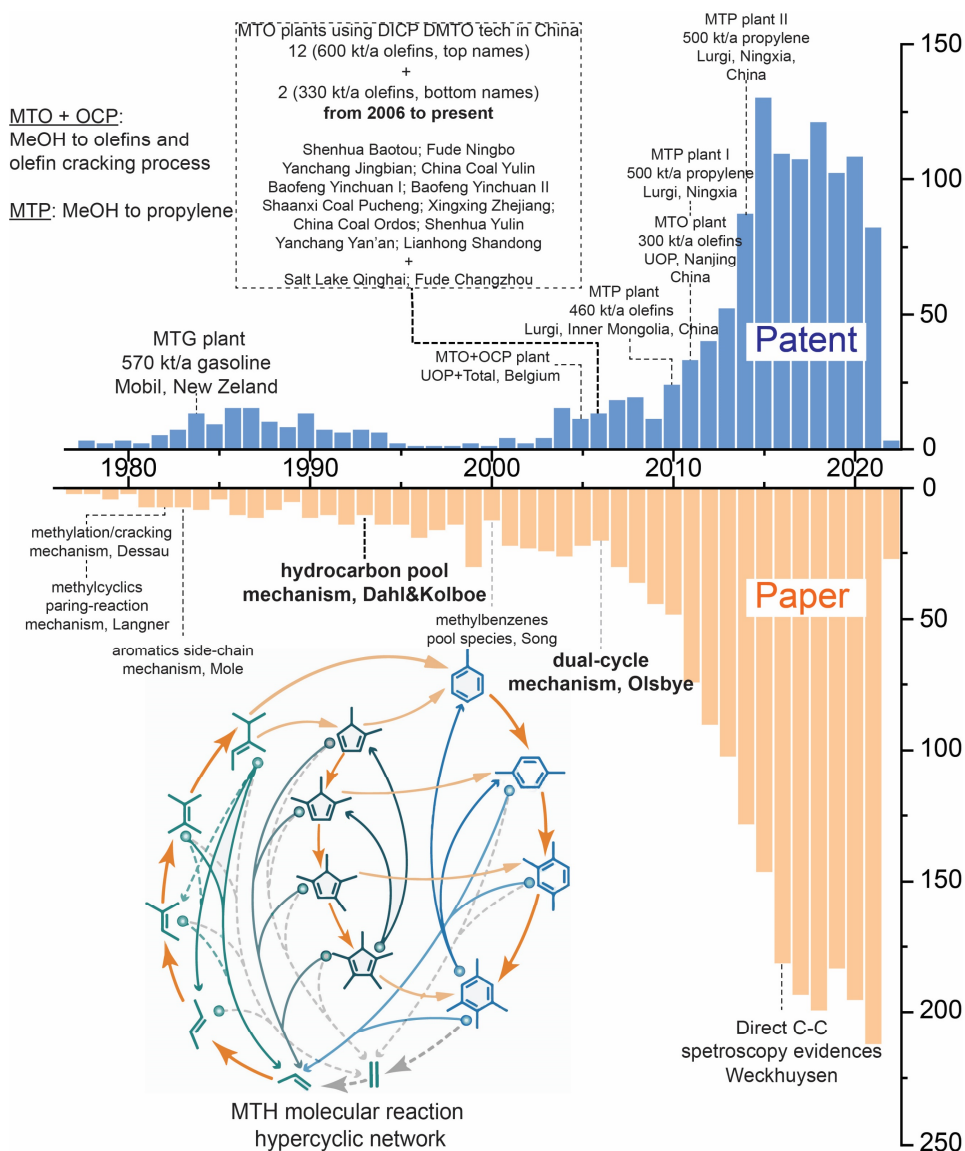 MTO plants using DICP DMTO tech in China
12 (600 kt/a olefins, top names)
+
2 (330 kt/a olefins, bottom names)
from 2006 to present
Shenhua Baotou; Fude Ningbo
Yanchang Jingbian; China Coal Yulin
Baofeng Yinchuan I; Baofeng Yinchuan II
Shaanxi Coal Pucheng; Xingxing Zhejiang;
China Coal Ordos; Shenhua Yulin
Yanchang Yan'an; Lianhong Shandong
+
Salt Lake Qinghai; Fude Changzhou
MTO + OCP:
MeOH to olefins and
olefin cracking process
MTP: MeOH to propylene
MTP plant II
500 kt/a propylene
Lurgi, Ningxia,
China
MTP plant I
500 kt/a propylene
Lurgi, Ningxia
MTO plant
300 kt/a olefins
UOP, Nanjing
China
MTP plant
460 kt/a olefins
Lurgi, Inner Mongolia, China
MTO+OCP plant
UOP+Total, Belgium
MTG plant
570 kt/a gasoline
Mobil, New Zeland
Patent
150
100
50
0
1980
1990
2000
2010
2020
0
50
100
150
200
250
Paper
methylation/cracking
mechanism, Dessau
methylcyclics
paring-reaction
mechanism, Langner
aromatics side-chain
mechanism, Mole
hydrocarbon pool
mechanism, Dahl&Kolboe
methylbenzenes
pool species, Song
dual-cycle
mechanism, Olsbye
Direct C-C
spetroscopy evidences
Weckhuysen
MTH molecular reaction
hypercyclic network